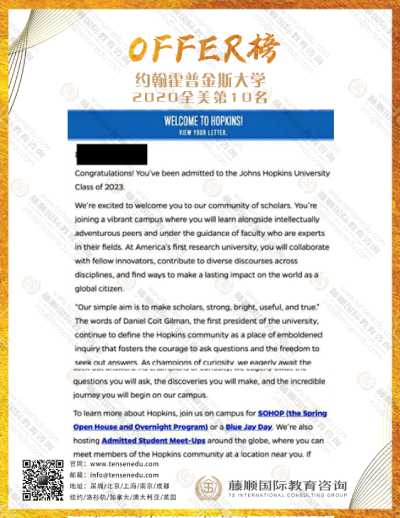 OFFER榜
约翰霍普金斯大学
2020全美第10名
WELCOME TO HOPKINS!
VIEW YOUR LETTER.
Congratulations! You've been admitted to the Johns Hopkins University
Class of 2023.
We're excited to welcome you to our community of scholars. You're
joining a vibrant campus where you will learn alongside intellectually
adventurous peers and under the guidance of faculty who are experts
in their fields. At America's first research university, you will collaborate
with fellow innovators, contribute to diverse discourses across
disciplines, and find ways to make a lasting impact on the world as a
global citizen.
"Our simple aim is to make scholars, strong, bright, useful, and true."
The words of Daniel Coit Gilman, the first president of the university,
continue to define the Hopkins community as a place of emboldened
inquiry that fosters the courage to ask questions and the freedom to
seek out answers. As champions of curiosity, we eagerly await the
questions you will ask, the discoveries you will make, and the incredible
journey you will begin on our campus.
To learn more about Hopkins, join us on campus for SOHOP (the Spring
Open House and Overnight Program) or a Blue Jay Day. We're also
hosting Admitted Student Meet-Ups around the globe, where you can
meet members of the Hopkins community at a location near you. If
官网：www.tensenedu.com
邮箱：info@tensenedu.com
地址：深圳/北京/上海/南京/成都
纽约/洛杉矶/加拿大/澳大利亚/英国
藤顺国际教育咨询
TS INTERNATIONAL CONSULTING GROUP